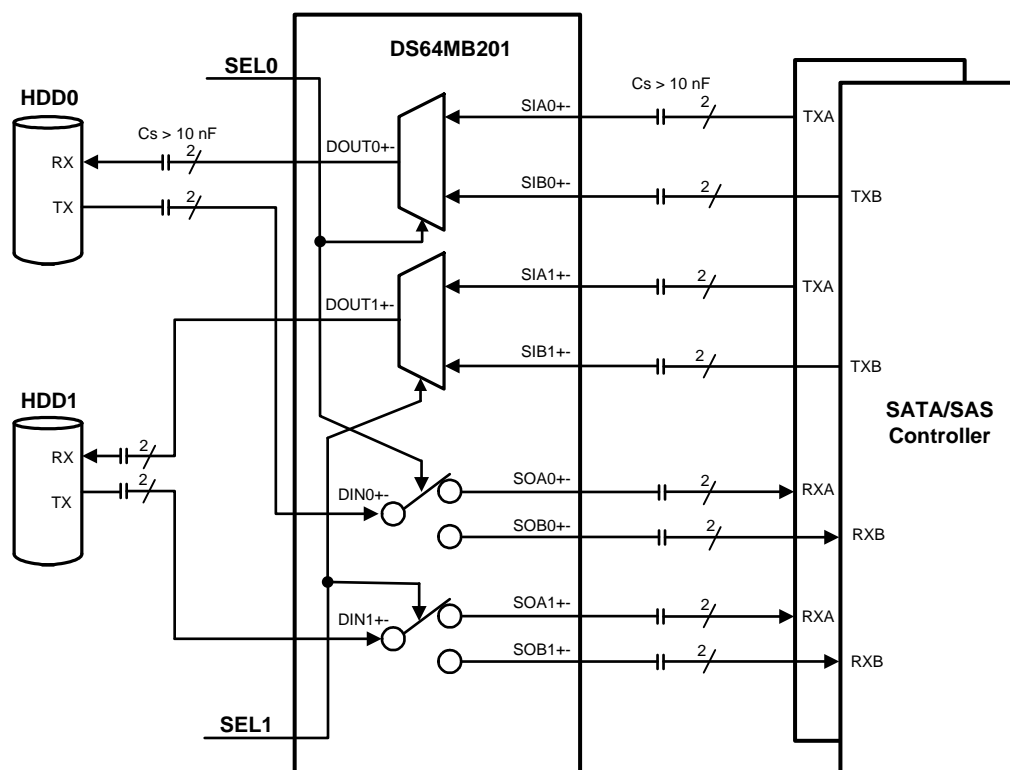 DS64MB201
SEL0
HDD0
Cs > 10 nF
SIA0+-
2
TXA
Cs > 10 nF
RX
2
DOUT0+-
TX
2
SIB0+-
2
TXB
SIA1+-
2
TXA
DOUT1+-
SIB1+-
2
TXB
HDD1
SATA/SAS
Controller
RX
2
TX
2
DIN0+-
SOA0+-
2
RXA
SOB0+-
2
RXB
DIN1+-
SOA1+-
2
RXA
SOB1+-
2
RXB
SEL1